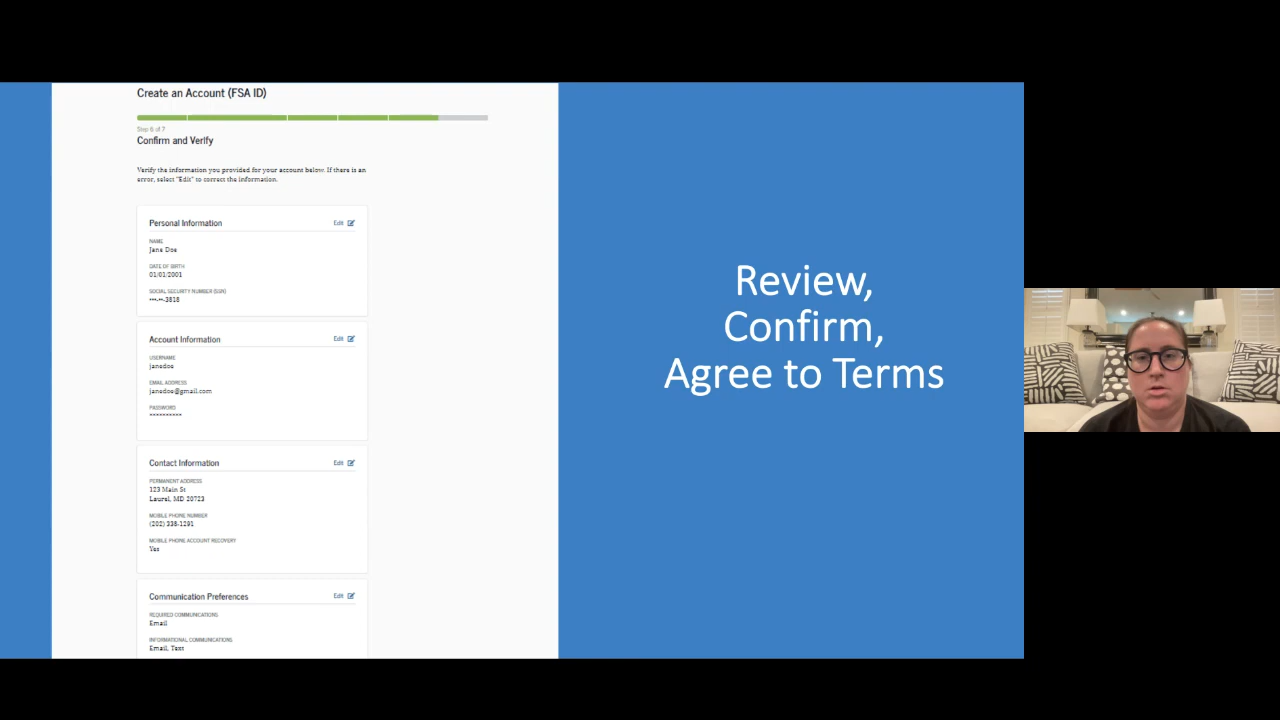 Create an Account (FSA ID)
Step 6 of 7
Confirm and Verify
Verify the information you provided for your account below. If there is an
error, select "Edit" to correct the information.
Personal Information
Edit
NAME
Jane Doe
DATE OF BIRTH
01/01/2001
SOCIAL SECURITY NUMBER (SSN)
•••-••-3818
Account Information
Edit
USERNAME
janedoe
EMAIL ADDRESS
janedoe@gmail.com
PASSWORD
**********
Contact Information
Edit
PERMANENT ADDRESS
123 Main St
Laurel, MD 20723
MOBILE PHONE NUMBER
(202) 338-1291
MOBILE PHONE ACCOUNT RECOVERY
Yes
Communication Preferences
Edit
REQUIRED COMMUNICATIONS
Email
INFORMATIONAL COMMUNICATIONS
Email, Text
Review,
Confirm,
Agree to Terms